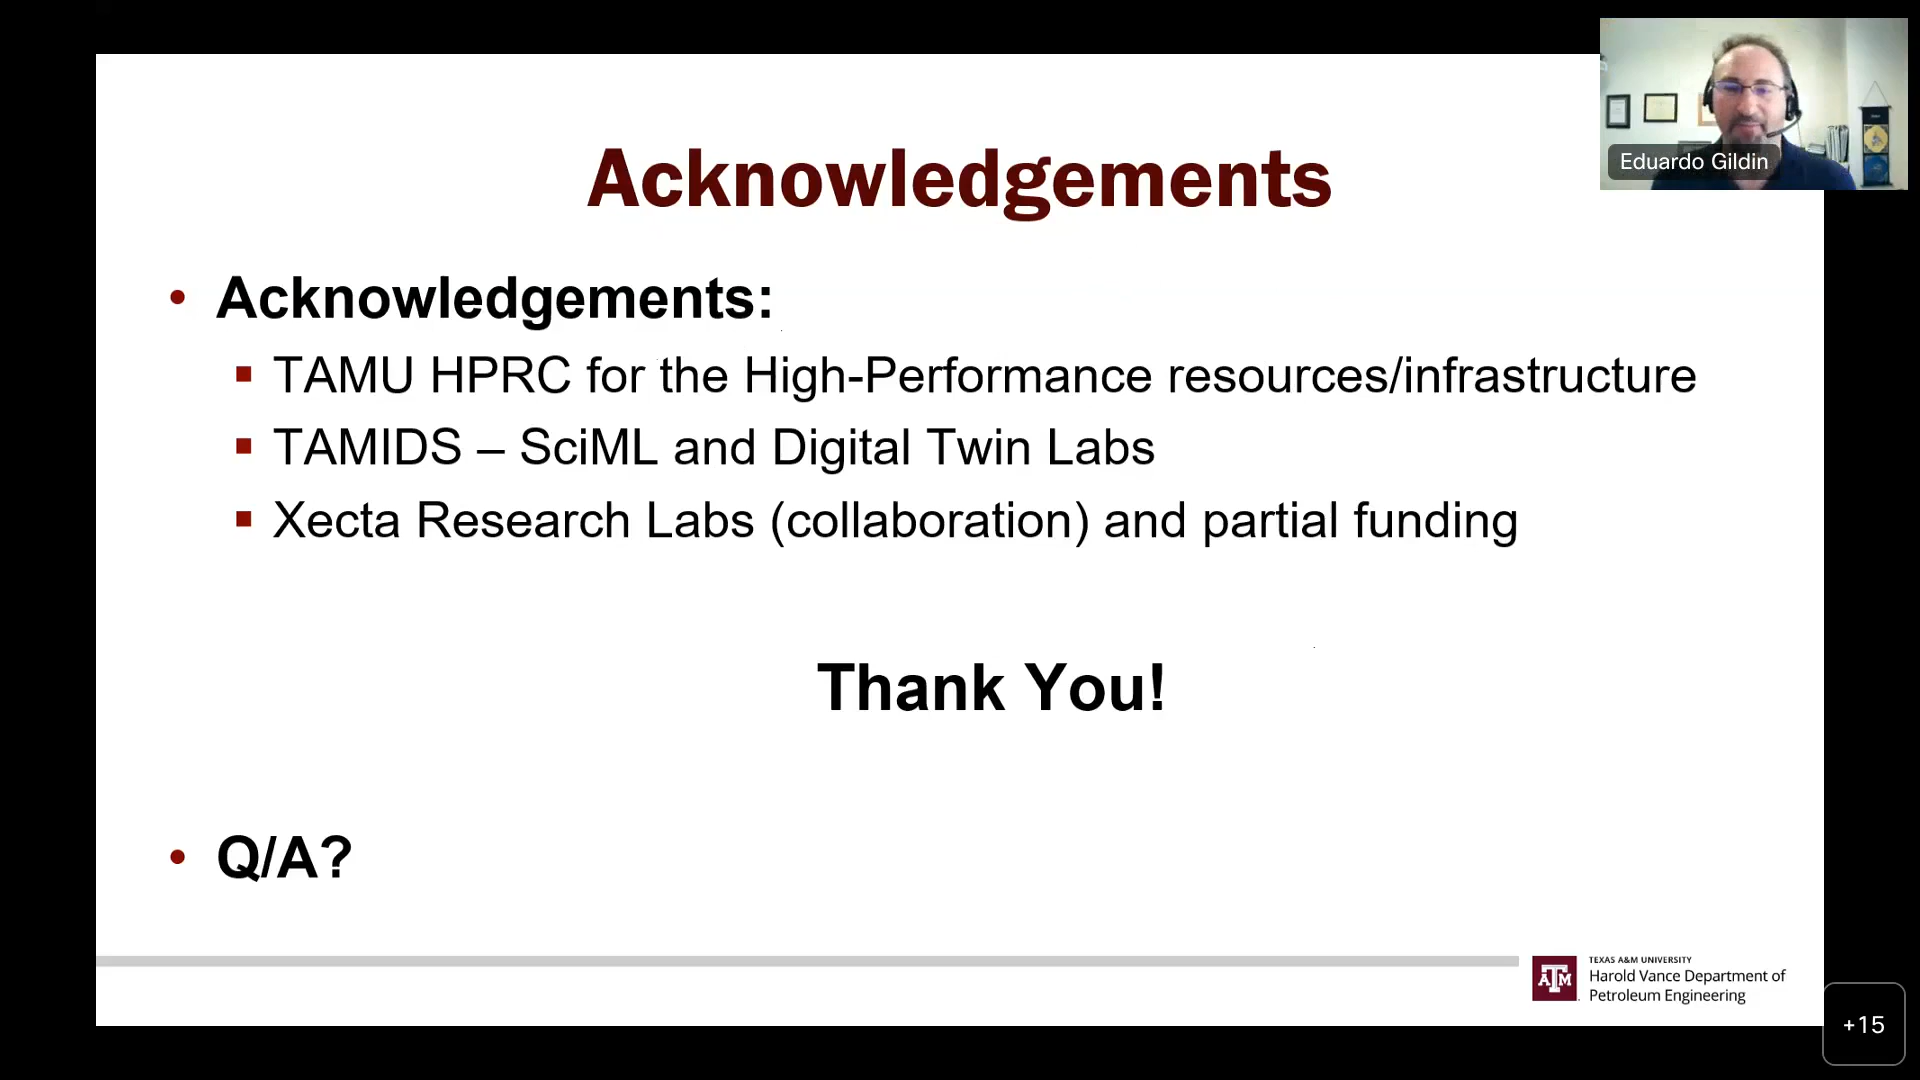 Eduardo Gildin
Acknowledgements
• Acknowledgements:
▪ TAMU HPRC for the High-Performance resources/infrastructure
▪ TAMIDS – SciML and Digital Twin Labs
▪ Xecta Research Labs (collaboration) and partial funding
Thank You!
• Q/A?
ATM
TEXAS A&M UNIVERSITY
Harold Vance Department of
Petroleum Engineering
+15